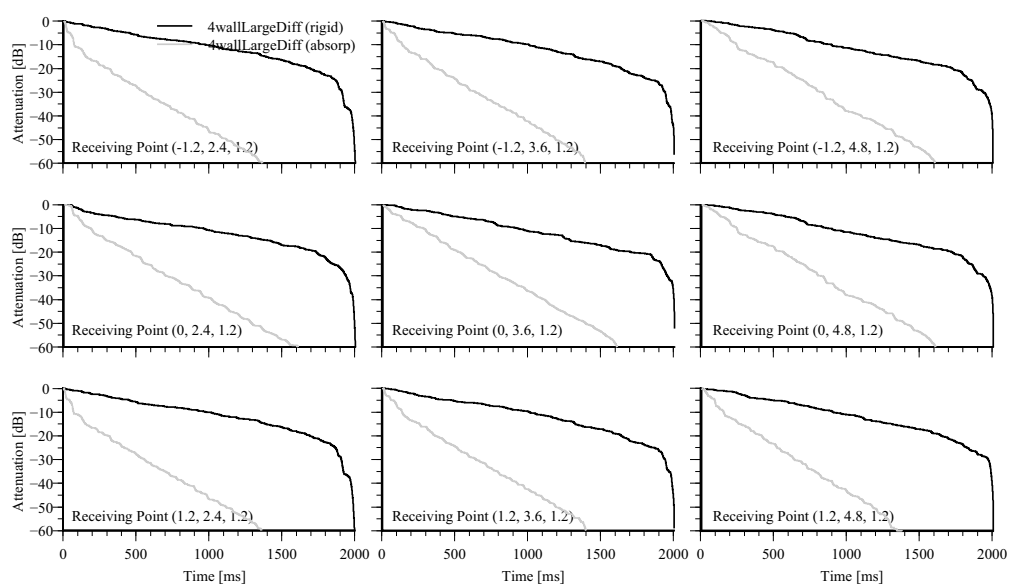 4wallLargeDiff (rigid)
4wallLargeDiff (absorp)
Attenuation [dB]
0
−10
−20
−30
−40
−50
−60
Receiving Point (-1.2, 2.4, 1.2)
Receiving Point (-1.2, 3.6, 1.2)
Receiving Point (-1.2, 4.8, 1.2)
Attenuation [dB]
0
−10
−20
−30
−40
−50
−60
Receiving Point (0, 2.4, 1.2)
Receiving Point (0, 3.6, 1.2)
Receiving Point (0, 4.8, 1.2)
Attenuation [dB]
0
−10
−20
−30
−40
−50
−60
Receiving Point (1.2, 2.4, 1.2)
Receiving Point (1.2, 3.6, 1.2)
Receiving Point (1.2, 4.8, 1.2)
0 500 1000 1500 2000 0 500 1000 1500 2000 0 500 1000 1500 2000
Time [ms] Time [ms] Time [ms]